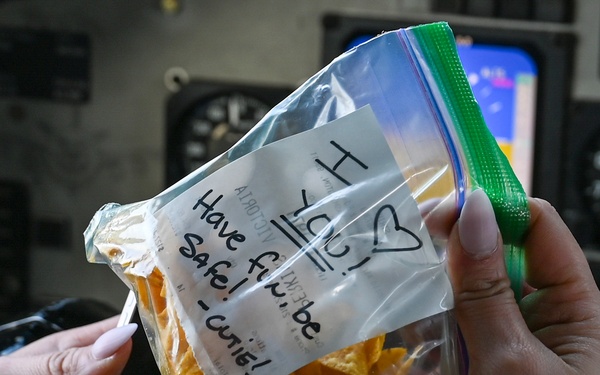 I ♡
YOU!
Have fun, be
SAFE!
-CUTIE!